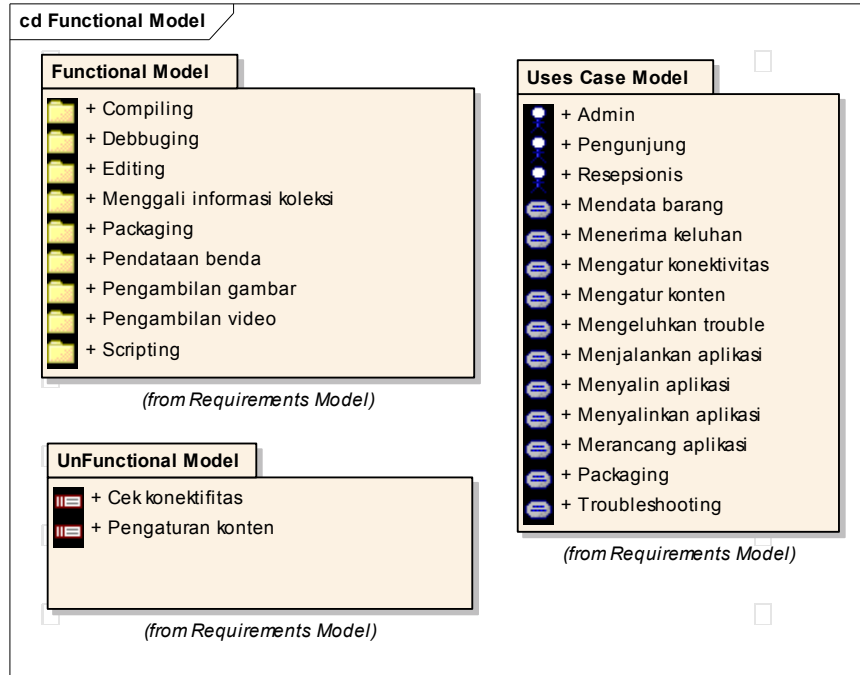 cd Functional Model
Functional Model
+ Compiling
+ Debbuging
+ Editing
+ Menggali informasi koleksi
+ Packaging
+ Pendataan benda
+ Pengambilan gambar
+ Pengambilan video
+ Scripting
(from Requirements Model)
UnFunctional Model
+ Cek konektifitas
+ Pengaturan konten
(from Requirements Model)
Uses Case Model
+ Admin
+ Pengunjung
+ Resepsionis
+ Mendata barang
+ Menerima keluhan
+ Mengatur konektivitas
+ Mengatur konten
+ Mengeluhkan trouble
+ Menjalankan aplikasi
+ Menyalin aplikasi
+ Menyalinkan aplikasi
+ Merancang aplikasi
+ Packaging
+ Troubleshooting
(from Requirements Model)